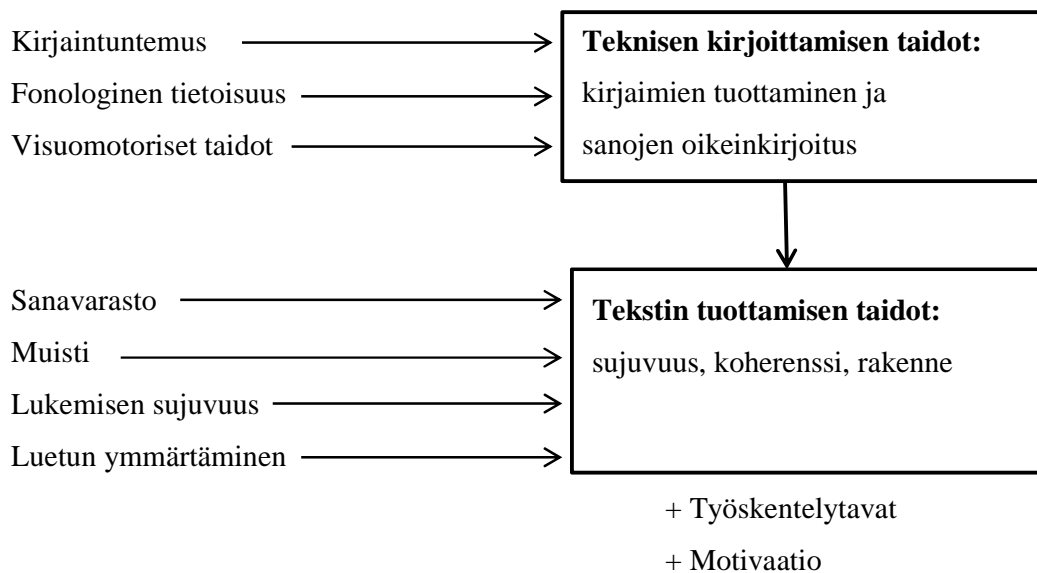 Kirjaintuntemus
Fonologinen tietoisuus
Visuomotoriset taidot
Teknisen kirjoittamisen taidot:
kirjaimien tuottaminen ja
sanojen oikeinkirjoitus
Sanavarasto
Muisti
Lukemisen sujuvuus
Luetun ymmärtäminen
Tekstin tuottamisen taidot:
sujuvuus, koherenssi, rakenne
+ Työskentelytavat
+ Motivaatio